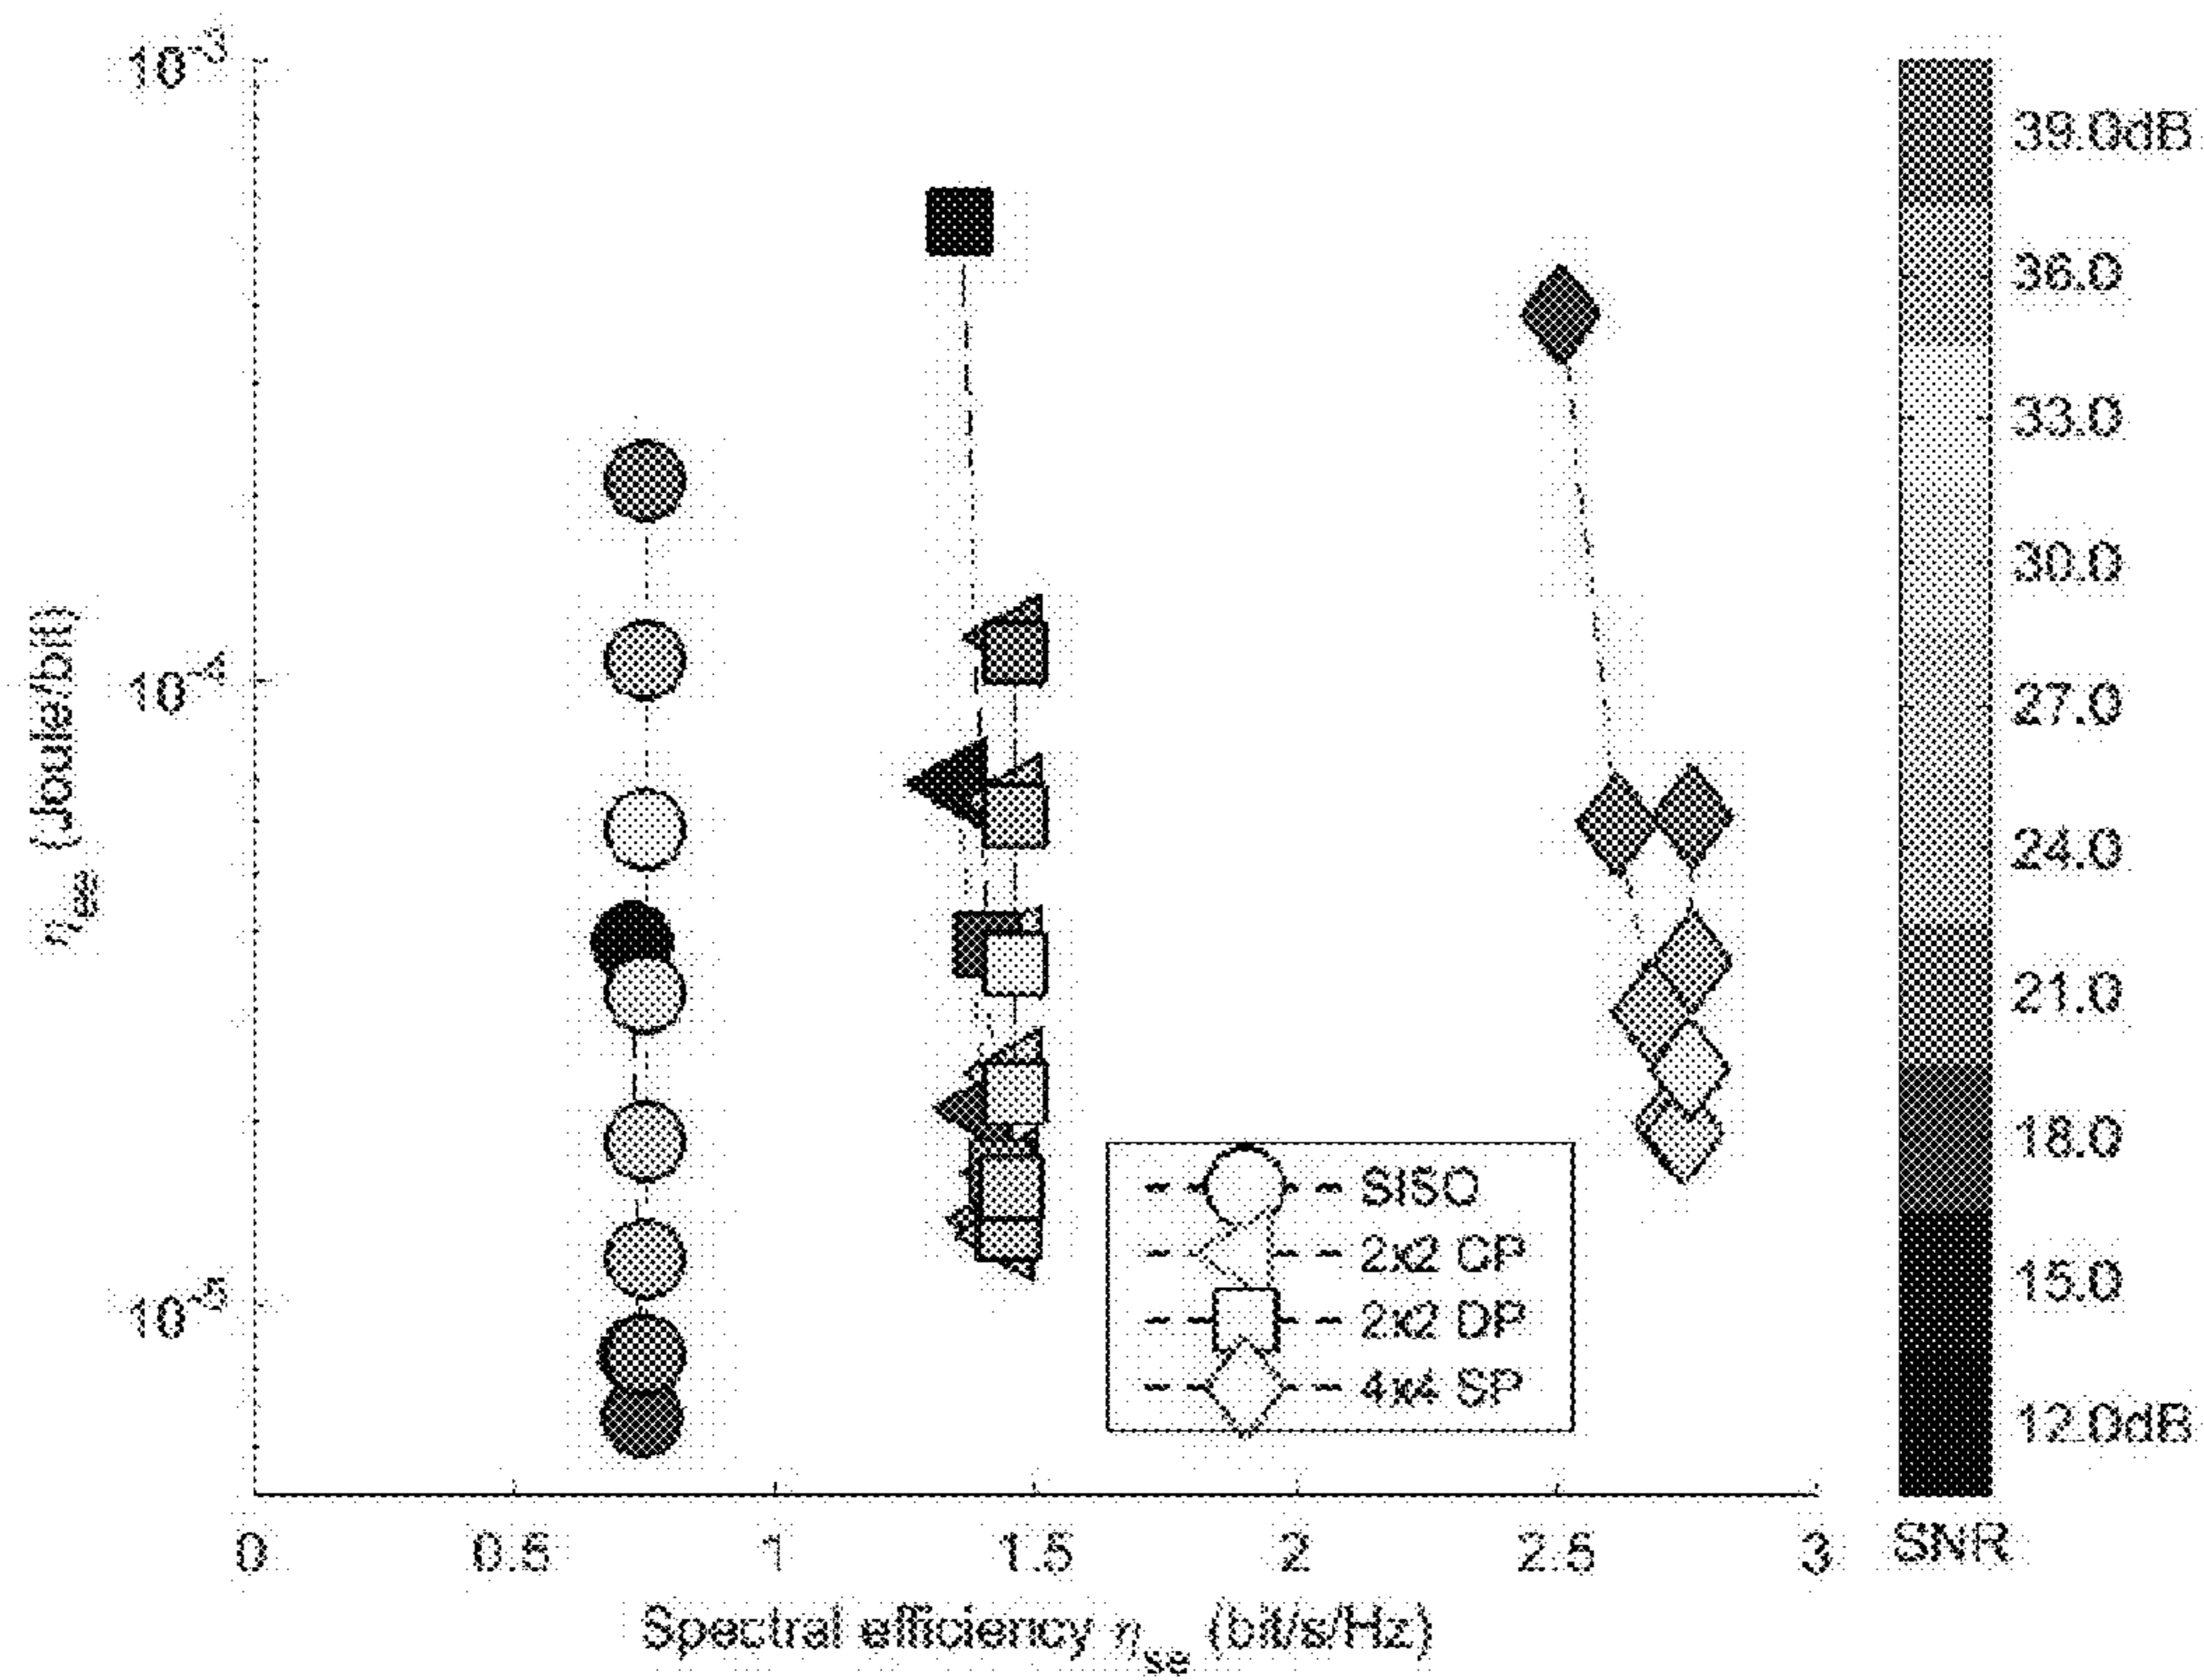 10-3
10-4
10-5
ηee (Joule/bit)
0 0.5 1 1.5 2 2.5 3
Spectral efficiency ηse (bit/s/Hz)
SISO
2x2 CP
2x2 DP
4x4 SP
39.0dB
36.0
33.0
30.0
27.0
24.0
21.0
18.0
15.0
12.0dB
SNR